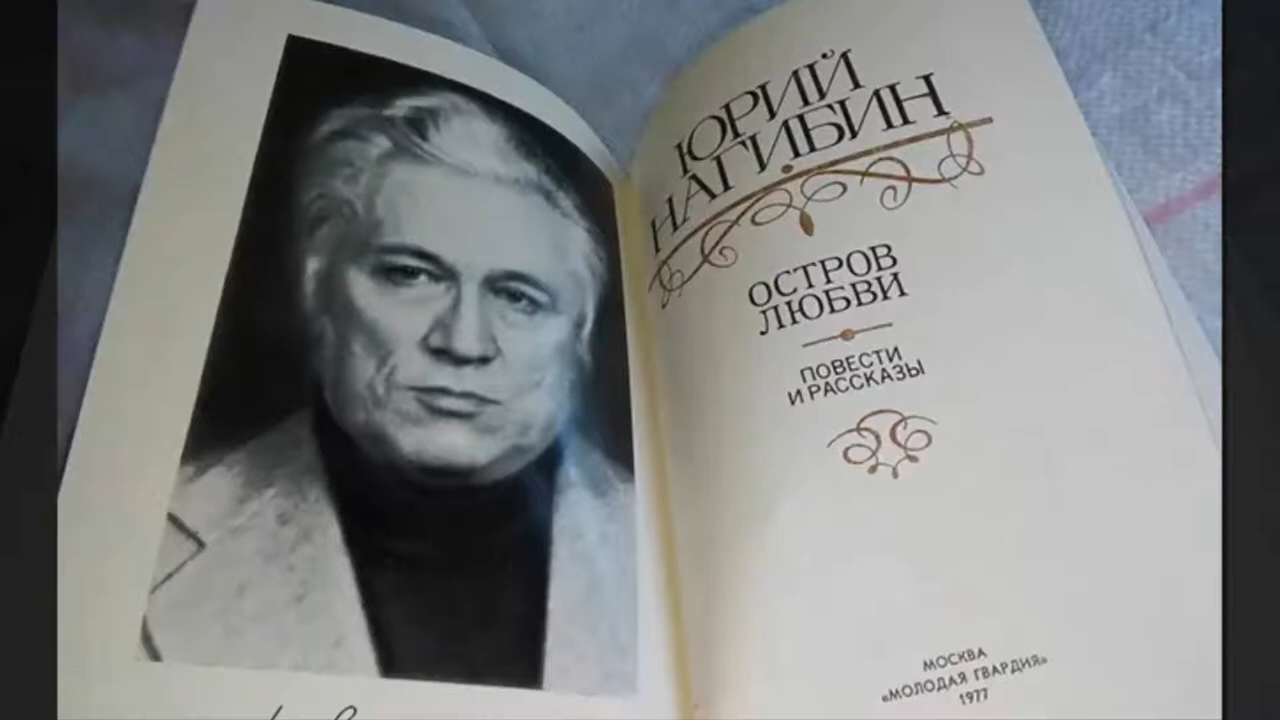 ЮРИЙ
НАГИБИН
ОСТРОВ
ЛЮБВИ
ПОВЕСТИ
И РАССКАЗЫ
МОСКВА
«МОЛОДАЯ ГВАРДИЯ»
1977